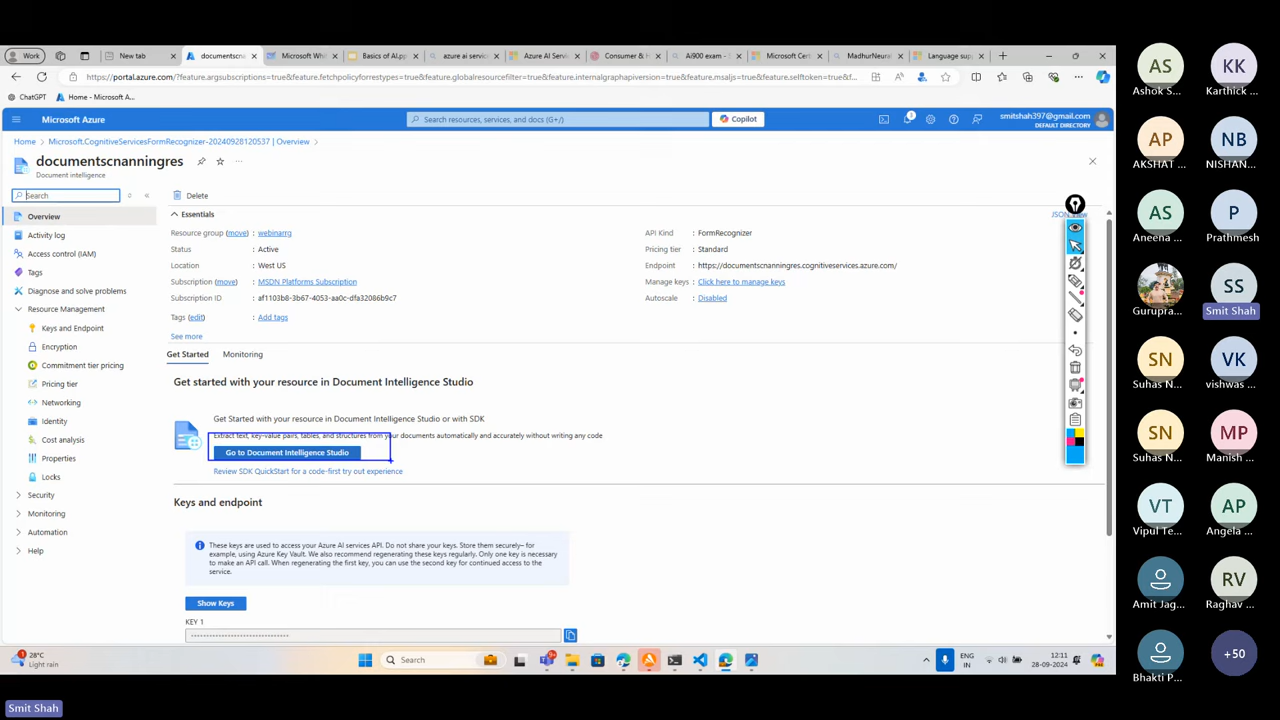 Work
New tab
documentscna
Microsoft Wh
Basics of AI.pp
azure ai servic
Azure AI Servic
Consumer & H
Ai900 exam - S
Microsoft Cert
MadhurNeura
Language supp
https://portal.azure.com/?feature.argsubscriptions=true&feature.fetchpolicyforrestypes=true&feature.globalresourcefilter=true&feature.internalgraphapiversion=true&feature.msaljs=true&feature.sufltoken=true&f...
ChatGPT
Home - Microsoft A...
Microsoft Azure
Search resources, services, and docs (G+/)
Copilot
smitshah397@gmail.com
DEFAULT DIRECTORY
Home > Microsoft.CognitiveServicesFormRecognizer-20240928120537 | Overview >
documentscnanningres
Document intelligence
Search
Delete
Overview
Activity log
Access control (IAM)
Tags
Diagnose and solve problems
Resource Management
Keys and Endpoint
Encryption
Commitment tier pricing
Pricing tier
Networking
Identity
Cost analysis
Properties
Locks
Security
Monitoring
Automation
Help
Essentials
JSON View
Resource group (move) : webinarrg
Status : Active
Location : West US
Subscription (move) : MSDN Platforms Subscription
Subscription ID : af1103b8-3b67-4053-aa0c-dfa32086b9c7
Tags (edit) : Add tags
See more
API Kind : FormRecognizer
Pricing tier : Standard
Endpoint : https://documentscnanningres.cognitiveservices.azure.com/
Manage keys : Click here to manage keys
Autoscale : Disabled
Get Started
Monitoring
Get started with your resource in Document Intelligence Studio
Get Started with your resource in Document Intelligence Studio or with SDK
Extract text, key-value pairs, tables, and structures from your documents automatically and accurately without writing any code
Go to Document Intelligence Studio
Review SDK QuickStart for a code-first try out experience
Keys and endpoint
These keys are used to access your Azure AI services API. Do not share your keys. Store them securely– for
example, using Azure Key Vault. We also recommend regenerating these keys regularly. Only one key is necessary
to make an API call. When regenerating the first key, you can use the second key for continued access to the
service.
Show Keys
KEY 1
28°C
Light rain
Search
ENG
IN
12:11
28-09-2024
AS
Ashok S...
KK
Karthick ...
AP
AKSHAT ...
NB
NISHAN...
AS
Aneena ...
P
Prathmesh
Gurupra...
SS
Smit Shah
SN
Suhas N...
VK
vishwas ...
SN
Suhas N...
MP
Manish ...
VT
Vipul Te...
AP
Angela ...
Amit Jag...
RV
Raghav ...
Bhakti P...
+50
Smit Shah